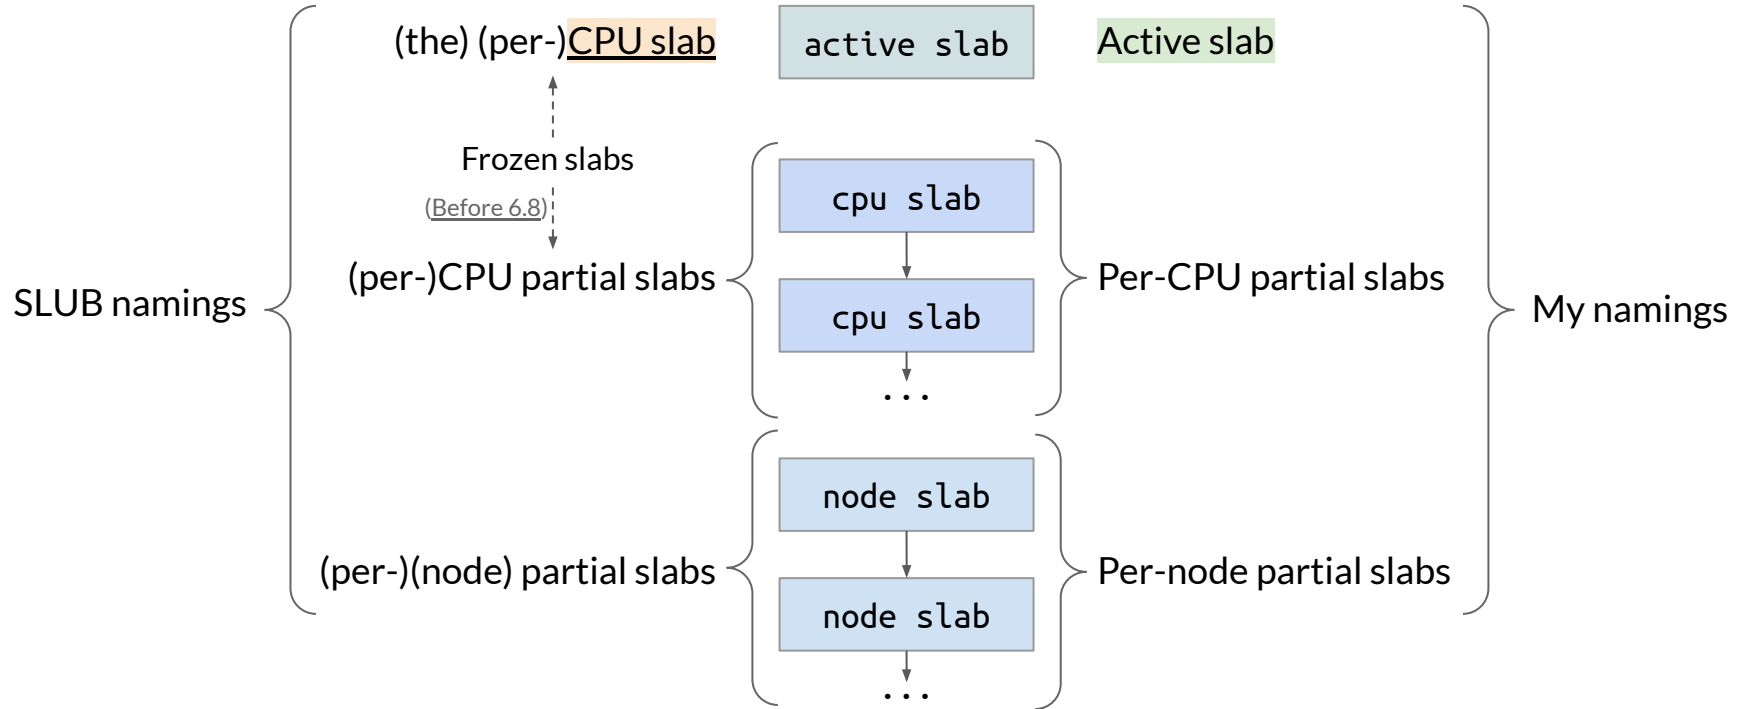 (the) (per-)CPU slab
active slab
Active slab
Frozen slabs
(Before 6.8)
cpu slab
(per-)CPU partial slabs
Per-CPU partial slabs
SLUB namings
My namings
cpu slab
...
node slab
(per-)(node) partial slabs
Per-node partial slabs
node slab
...